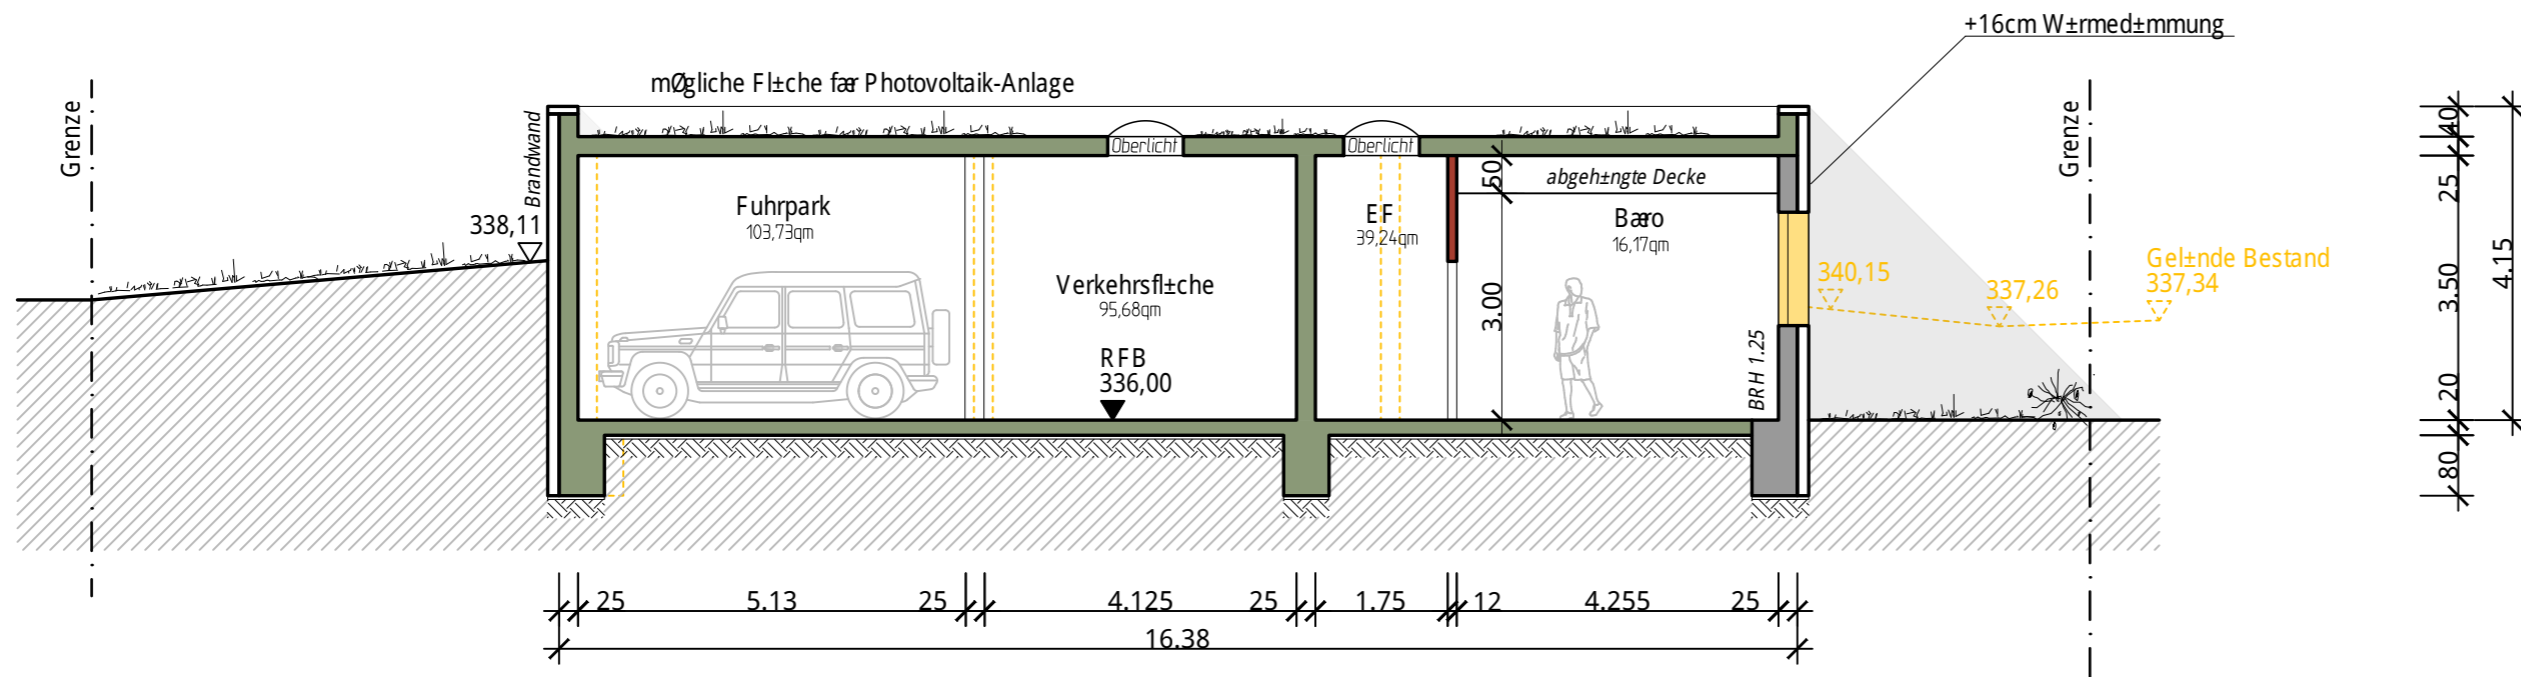 +16cm W±rmed±mmung
mØgliche Fl±che fær Photovoltaik-Anlage
Grenze
Brandwand
Oberlicht
Oberlicht
Grenze
338,11
Fuhrpark
103,73qm
Verkehrsfl±che
95,68qm
RFB
336,00
EF
39,24qm
50
3.00
abgeh±ngte Decke
Bæro
16,17qm
BRH 1.25
340,15
337,26
Gel±nde Bestand
337,34
40
25
3.50
20
80
4.15
25 5.13 25 4.125 25 1.75 12 4.255 25
16.38